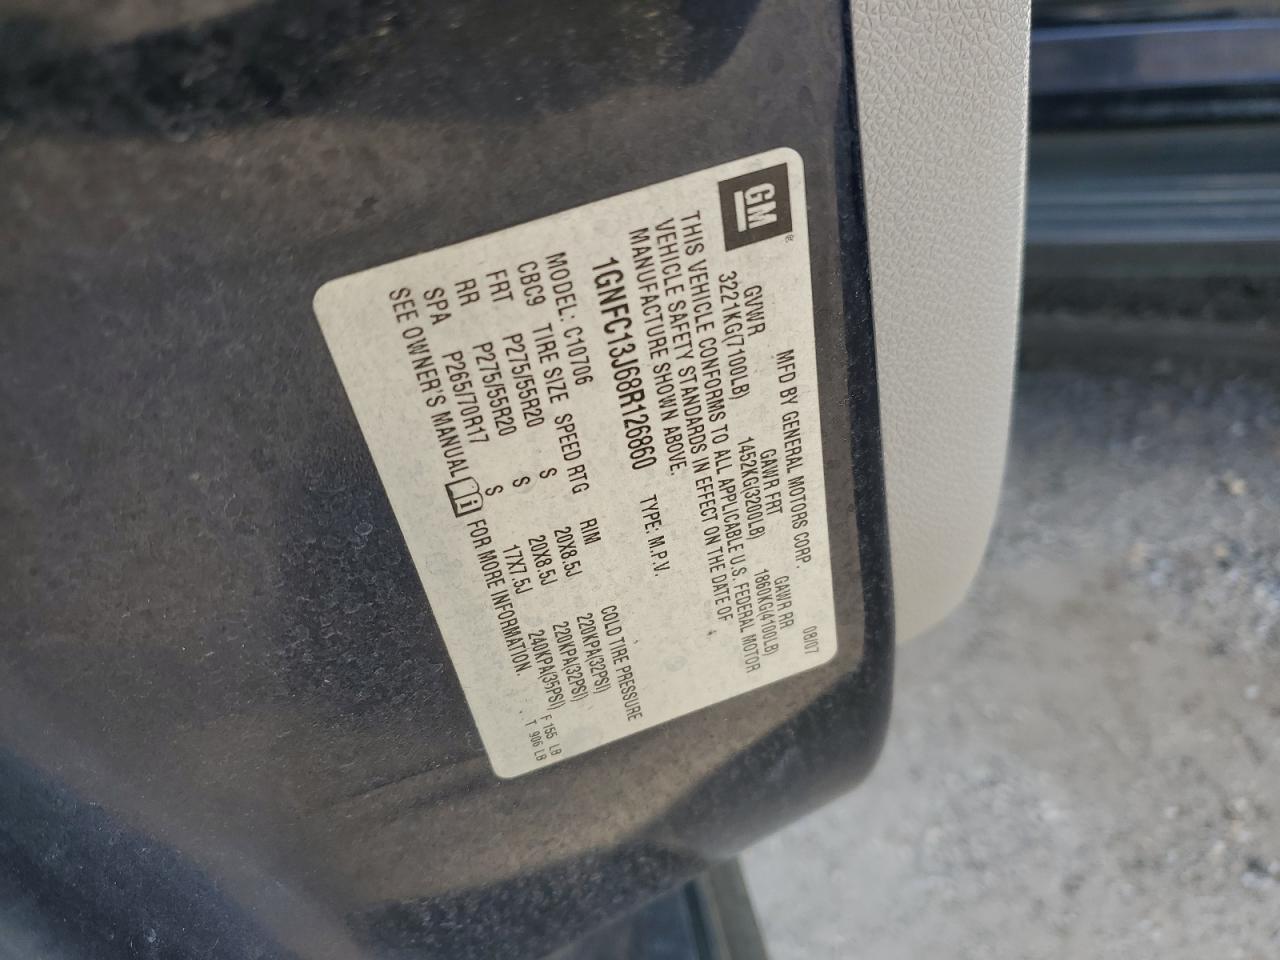 GM
®
MFD BY GENERAL MOTORS CORP. 08/07
GVWR GAWR FRT GAWR RR
3221KG(7100LB) 1452KG(3200LB) 1860KG(4100LB)
THIS VEHICLE CONFORMS TO ALL APPLICABLE U.S. FEDERAL MOTOR
VEHICLE SAFETY STANDARDS IN EFFECT ON THE DATE OF
MANUFACTURE SHOWN ABOVE.
1GNFC13J68R126860 TYPE: M.P.V.
MODEL: C10706
CBC9 TIRE SIZE SPEED RTG RIM COLD TIRE PRESSURE
FRT P275/55R20 S 20X8.5J 220KPA(32PSI)
RR P275/55R20 S 20X8.5J 220KPA(32PSI)
SPA P265/70R17 S 17X7.5J 240KPA(35PSI)
SEE OWNER'S MANUAL i FOR MORE INFORMATION.
F 155 LB
T 906 LB